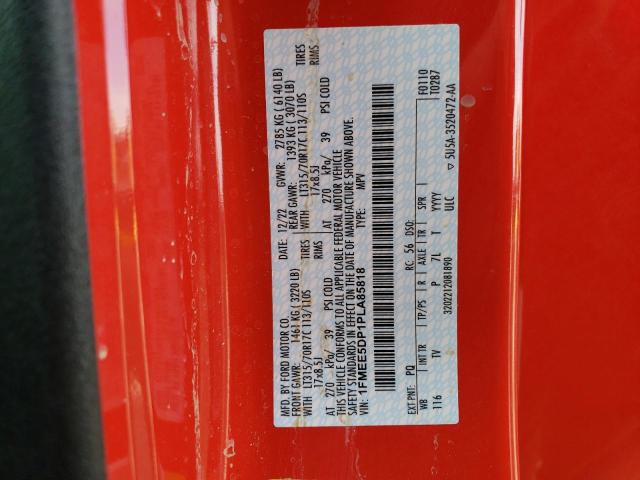 MFD. BY FORD MOTOR CO.
DATE: 12/22 GVWR: 2785 KG ( 6140 LB)
FRONT GAWR: 1461 KG ( 3220 LB) REAR GAWR: 1393 KG ( 3070 LB)
WITH LT315/70R17C 113/110S TIRES WITH LT315/70R17C 113/110S TIRES
17x8.5J RIMS 17x8.5J RIMS
AT 270 kPa/ 39 PSI COLD AT 270 kPa/ 39 PSI COLD
THIS VEHICLE CONFORMS TO ALL APPLICABLE FEDERAL MOTOR VEHICLE
SAFETY STANDARDS IN EFFECT ON THE DATE OF MANUFACTURE SHOWN ABOVE.
VIN: 1FMEE5DP1PLA85818 TYPE: MPV
F0110
T0287
EXT PNT: PQ RC: 56 DSO:
WB INT TR TP/PS R AXLE TR SPR
116 TV P 7L T YYYY
ULC
▽ 5U5A-3520472-AA
3202212081890